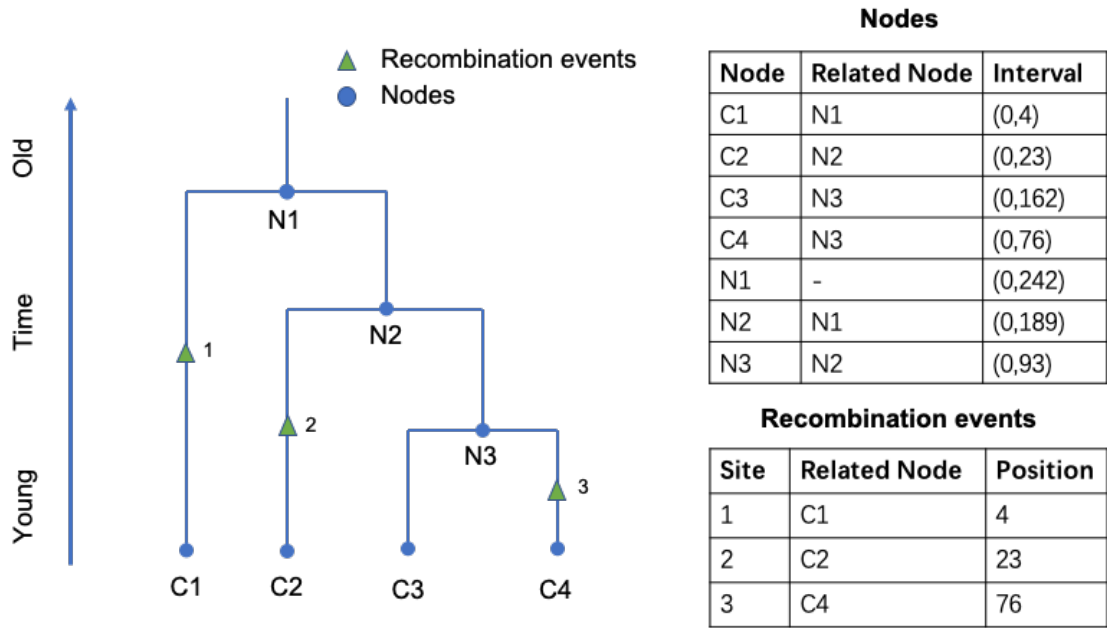 Recombination events
Nodes
Old
Time
Young
N1
N2
N3
1
2
3
C1 C2 C3 C4
Nodes
Node Related Node Interval
C1 N1 (0,4)
C2 N2 (0,23)
C3 N3 (0,162)
C4 N3 (0,76)
N1 - (0,242)
N2 N1 (0,189)
N3 N2 (0,93)
Recombination events
Site Related Node Position
1 C1 4
2 C2 23
3 C4 76